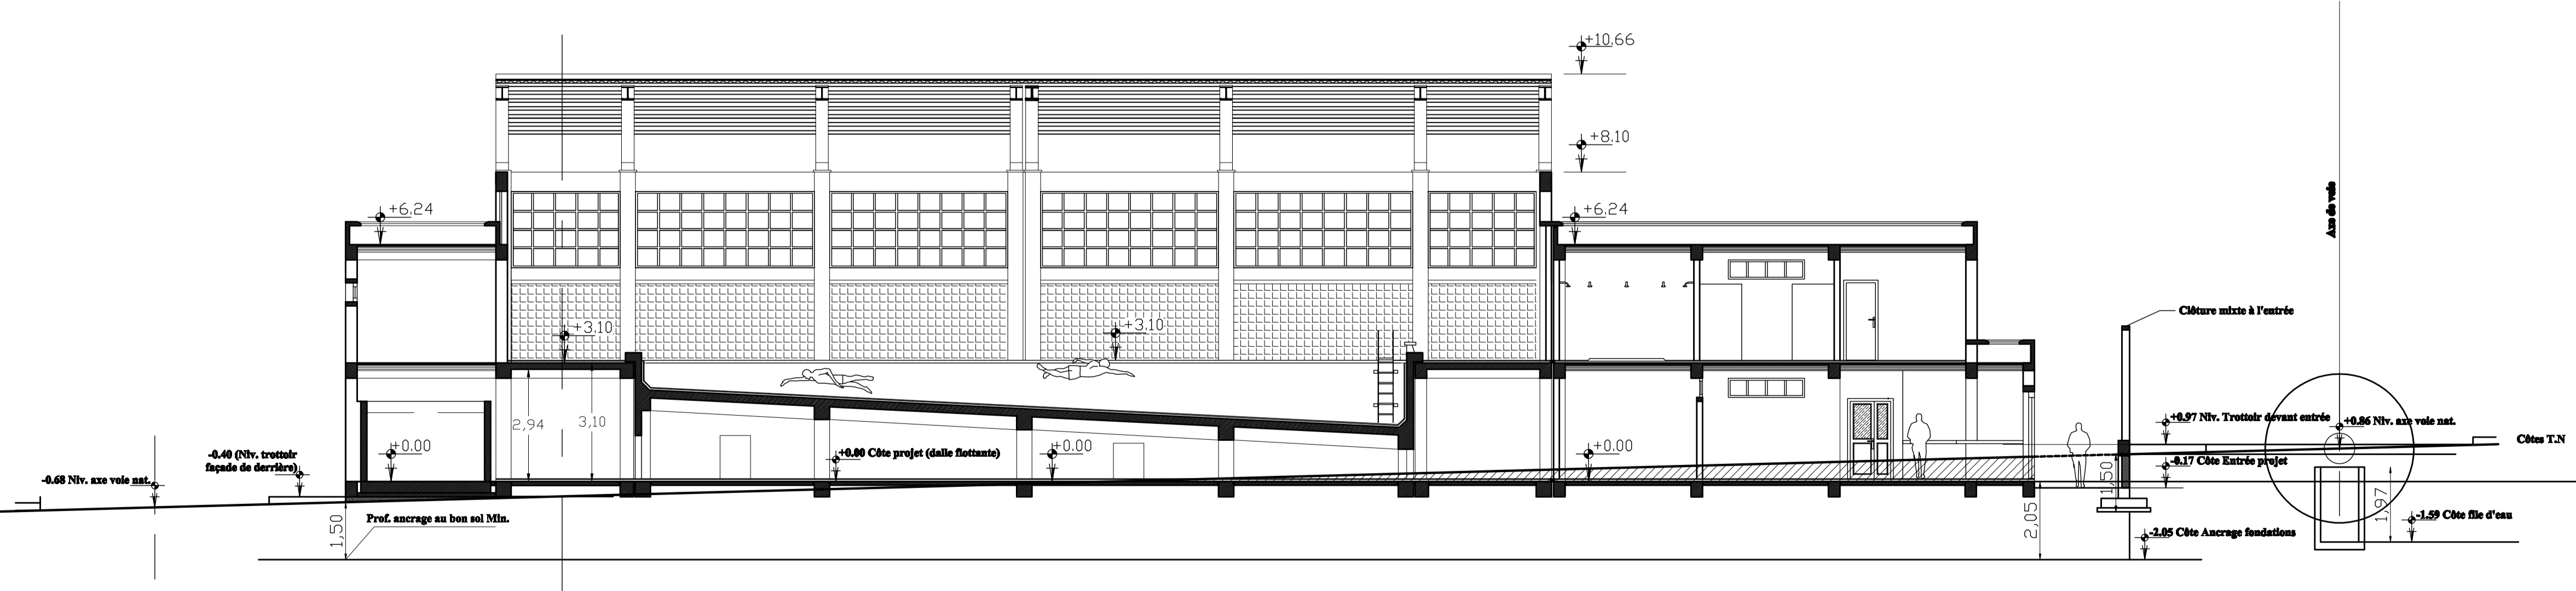 +10.66
+8.10
+6.24
+6.24
Axe de voie
Clôture mixte à l'entrée
+3.10
+3.10
+0.97 Niv. Trottoir devant entrée
+0.86 Niv. axe voie nat.
2,94
3,10
Côtes T.N
+0.00
+0.00
+0.00
+0.00 Côte projet (dalle flottante)
-0.40 (Niv. trottoir
façade de derrière)
-0.17 Côte Entrée projet
-0.68 Niv. axe voie nat.
1,50
1,97
Prof. ancrage au bon sol Min.
1,50
2,05
-1.59 Côte file d'eau
-2.05 Côte Ancrage fondations